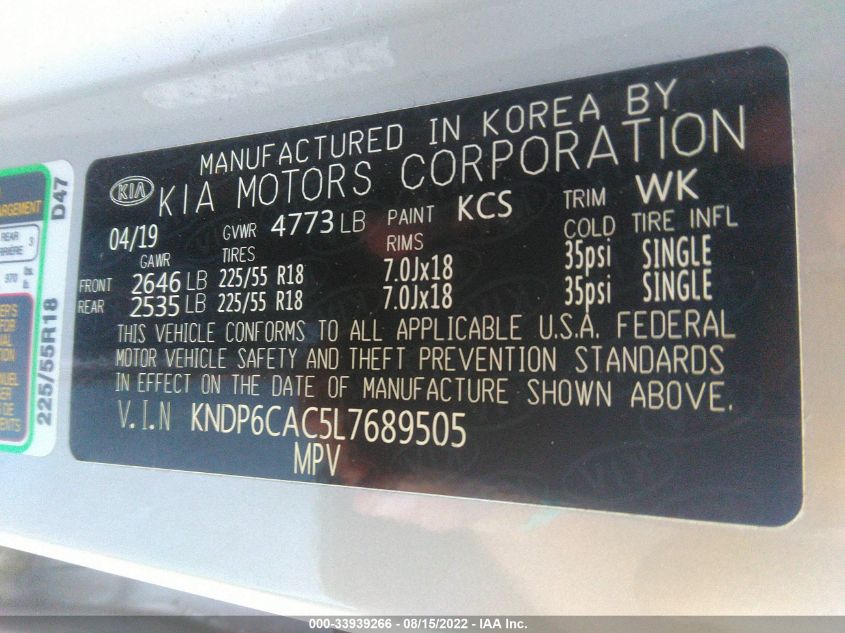 MANUFACTURED IN KOREA BY
KIA KIA MOTORS CORPORATION
04/19 GVWR 4773 LB PAINT KCS TRIM WK
GAWR TIRES RIMS COLD TIRE INFL
FRONT 2646 LB 225/55 R18 7.0Jx18 35psi SINGLE
REAR 2535 LB 225/55 R18 7.0Jx18 35psi SINGLE
THIS VEHICLE CONFORMS TO ALL APPLICABLE U.S.A. FEDERAL
MOTOR VEHICLE SAFETY AND THEFT PREVENTION STANDARDS
IN EFFECT ON THE DATE OF MANUFACTURE SHOWN ABOVE.
V.I.N KNDP6CAC5L7689505
MPV
D47
225/55R18
REAR 3
970
000-33939266 - 08/15/2022 - IAA Inc.